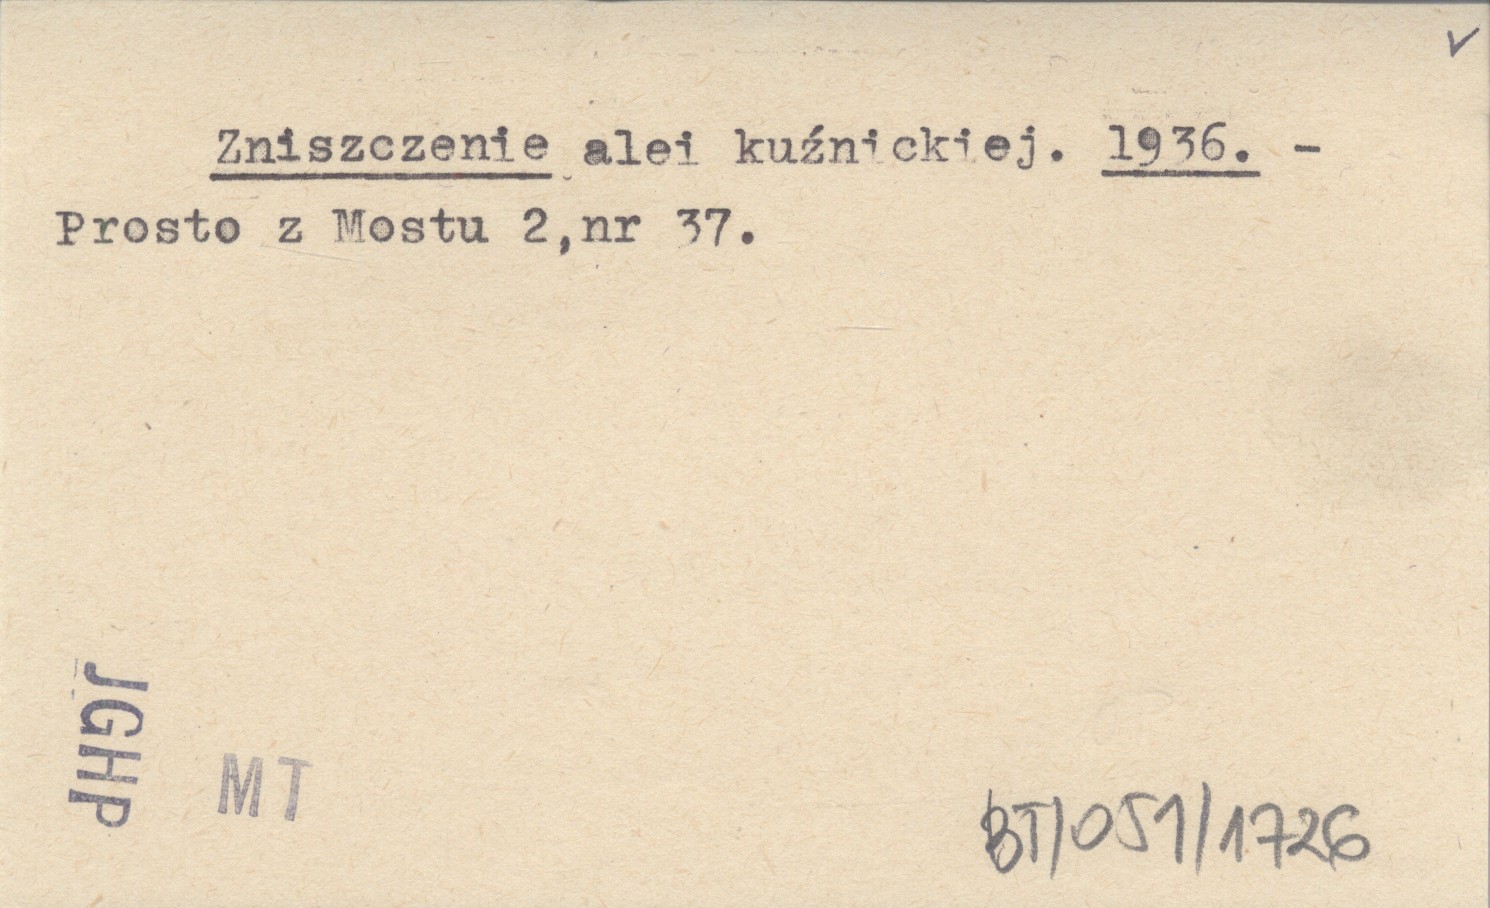 Zniszczenie alei kuźnickiej. 1936. -
Prosto z Mostu 2,nr 37.
JGHP
MT
BT/051/1726